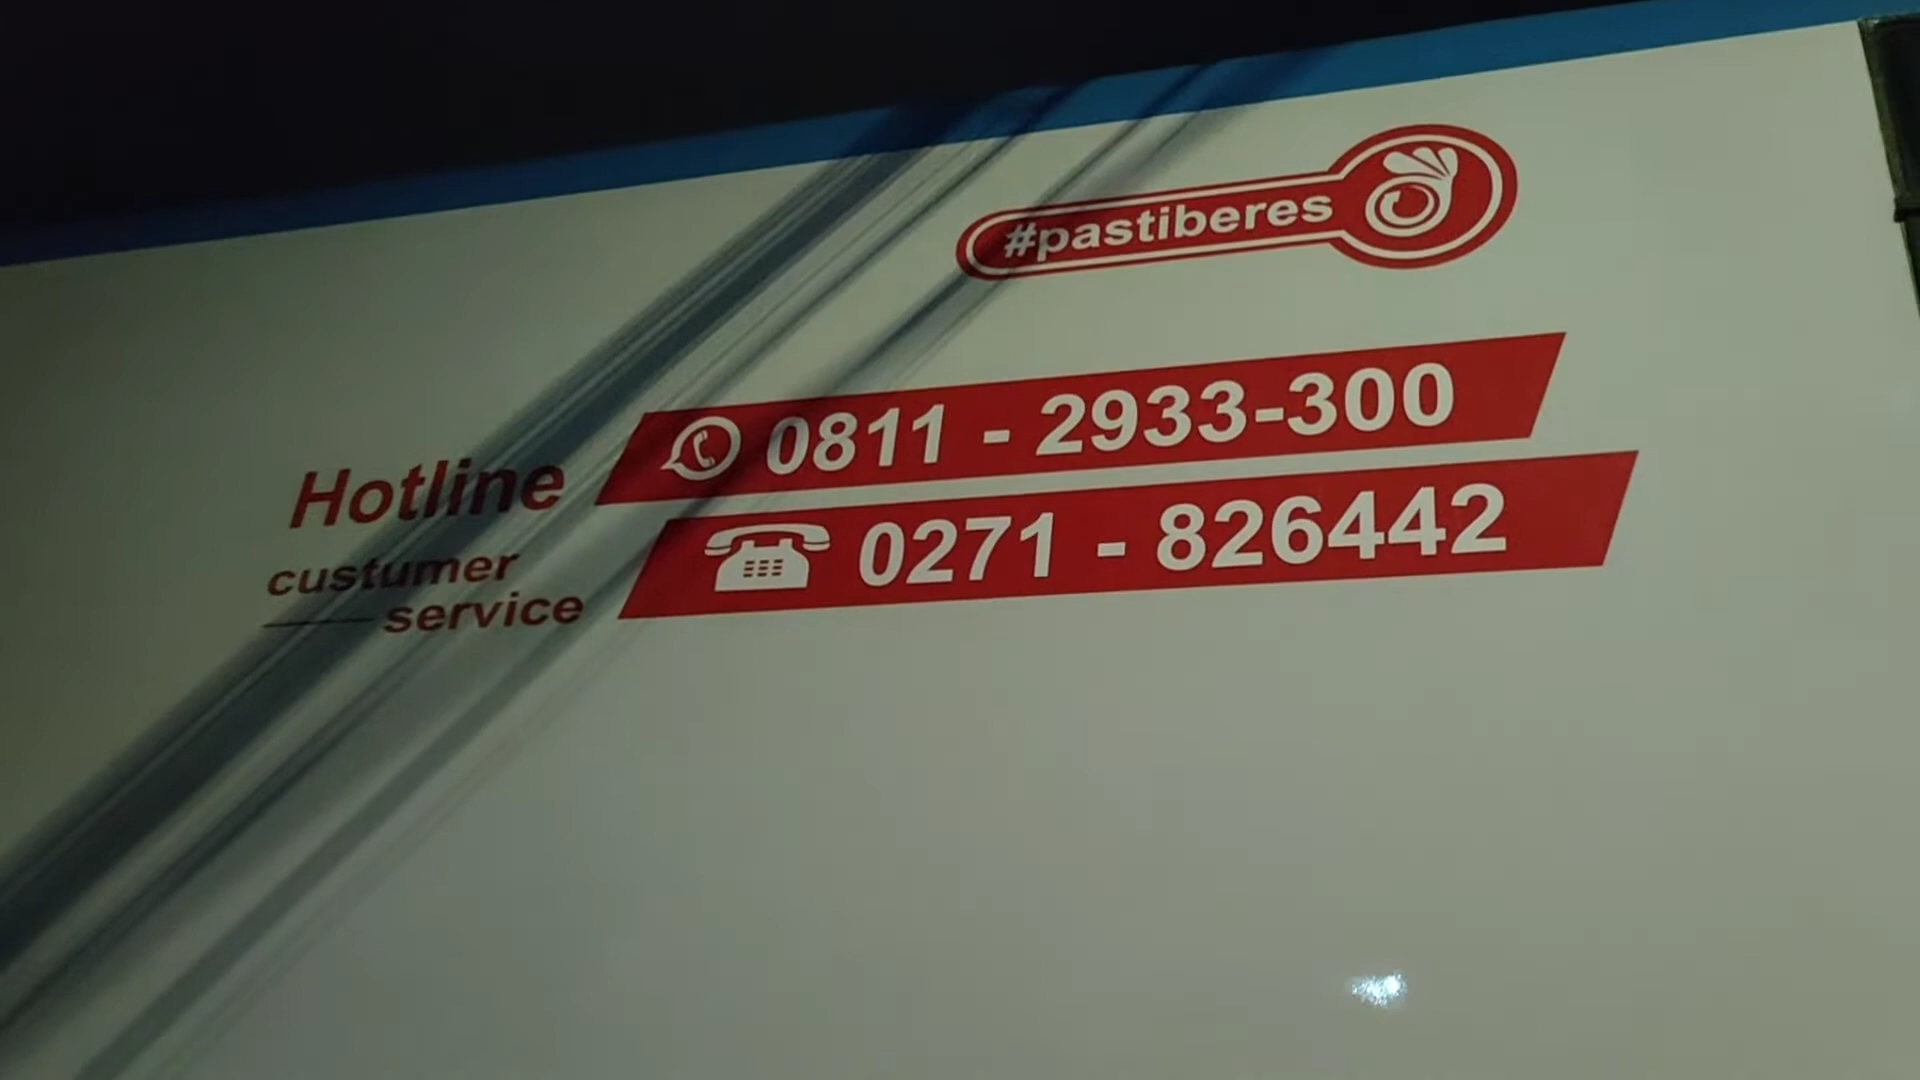 #pastiberes
0811 - 2933-300
Hotline
0271 - 826442
custumer
service